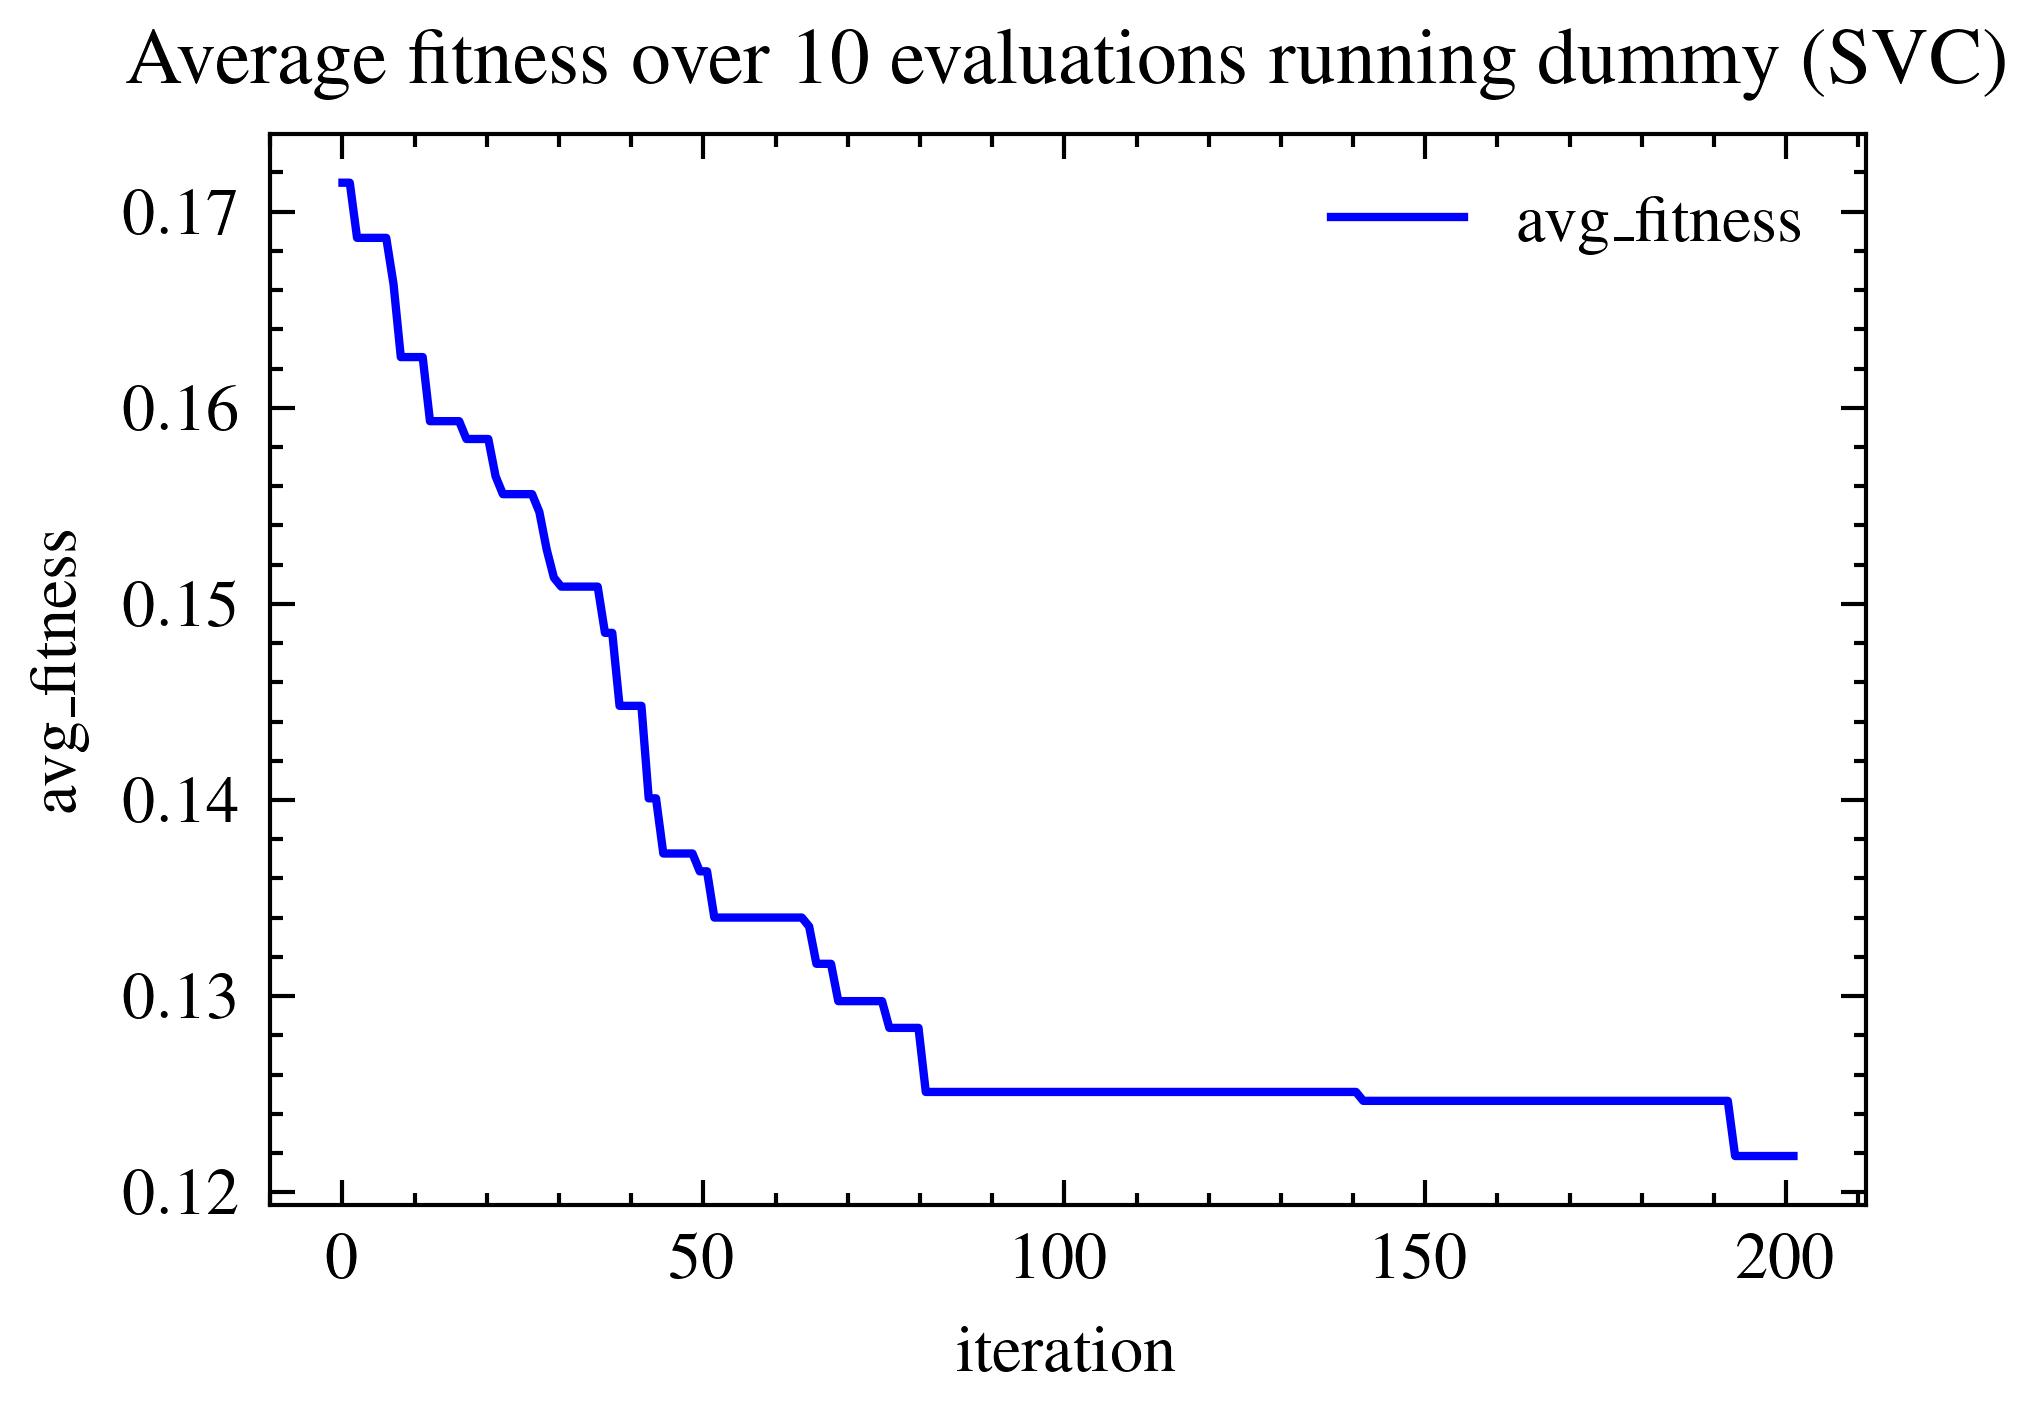 Average fitness over 10 evaluations running dummy (SVC)
avg_fitness
0.17
0.16
0.15
0.14
0.13
0.12
avg_fitness
0 50 100 150 200
iteration